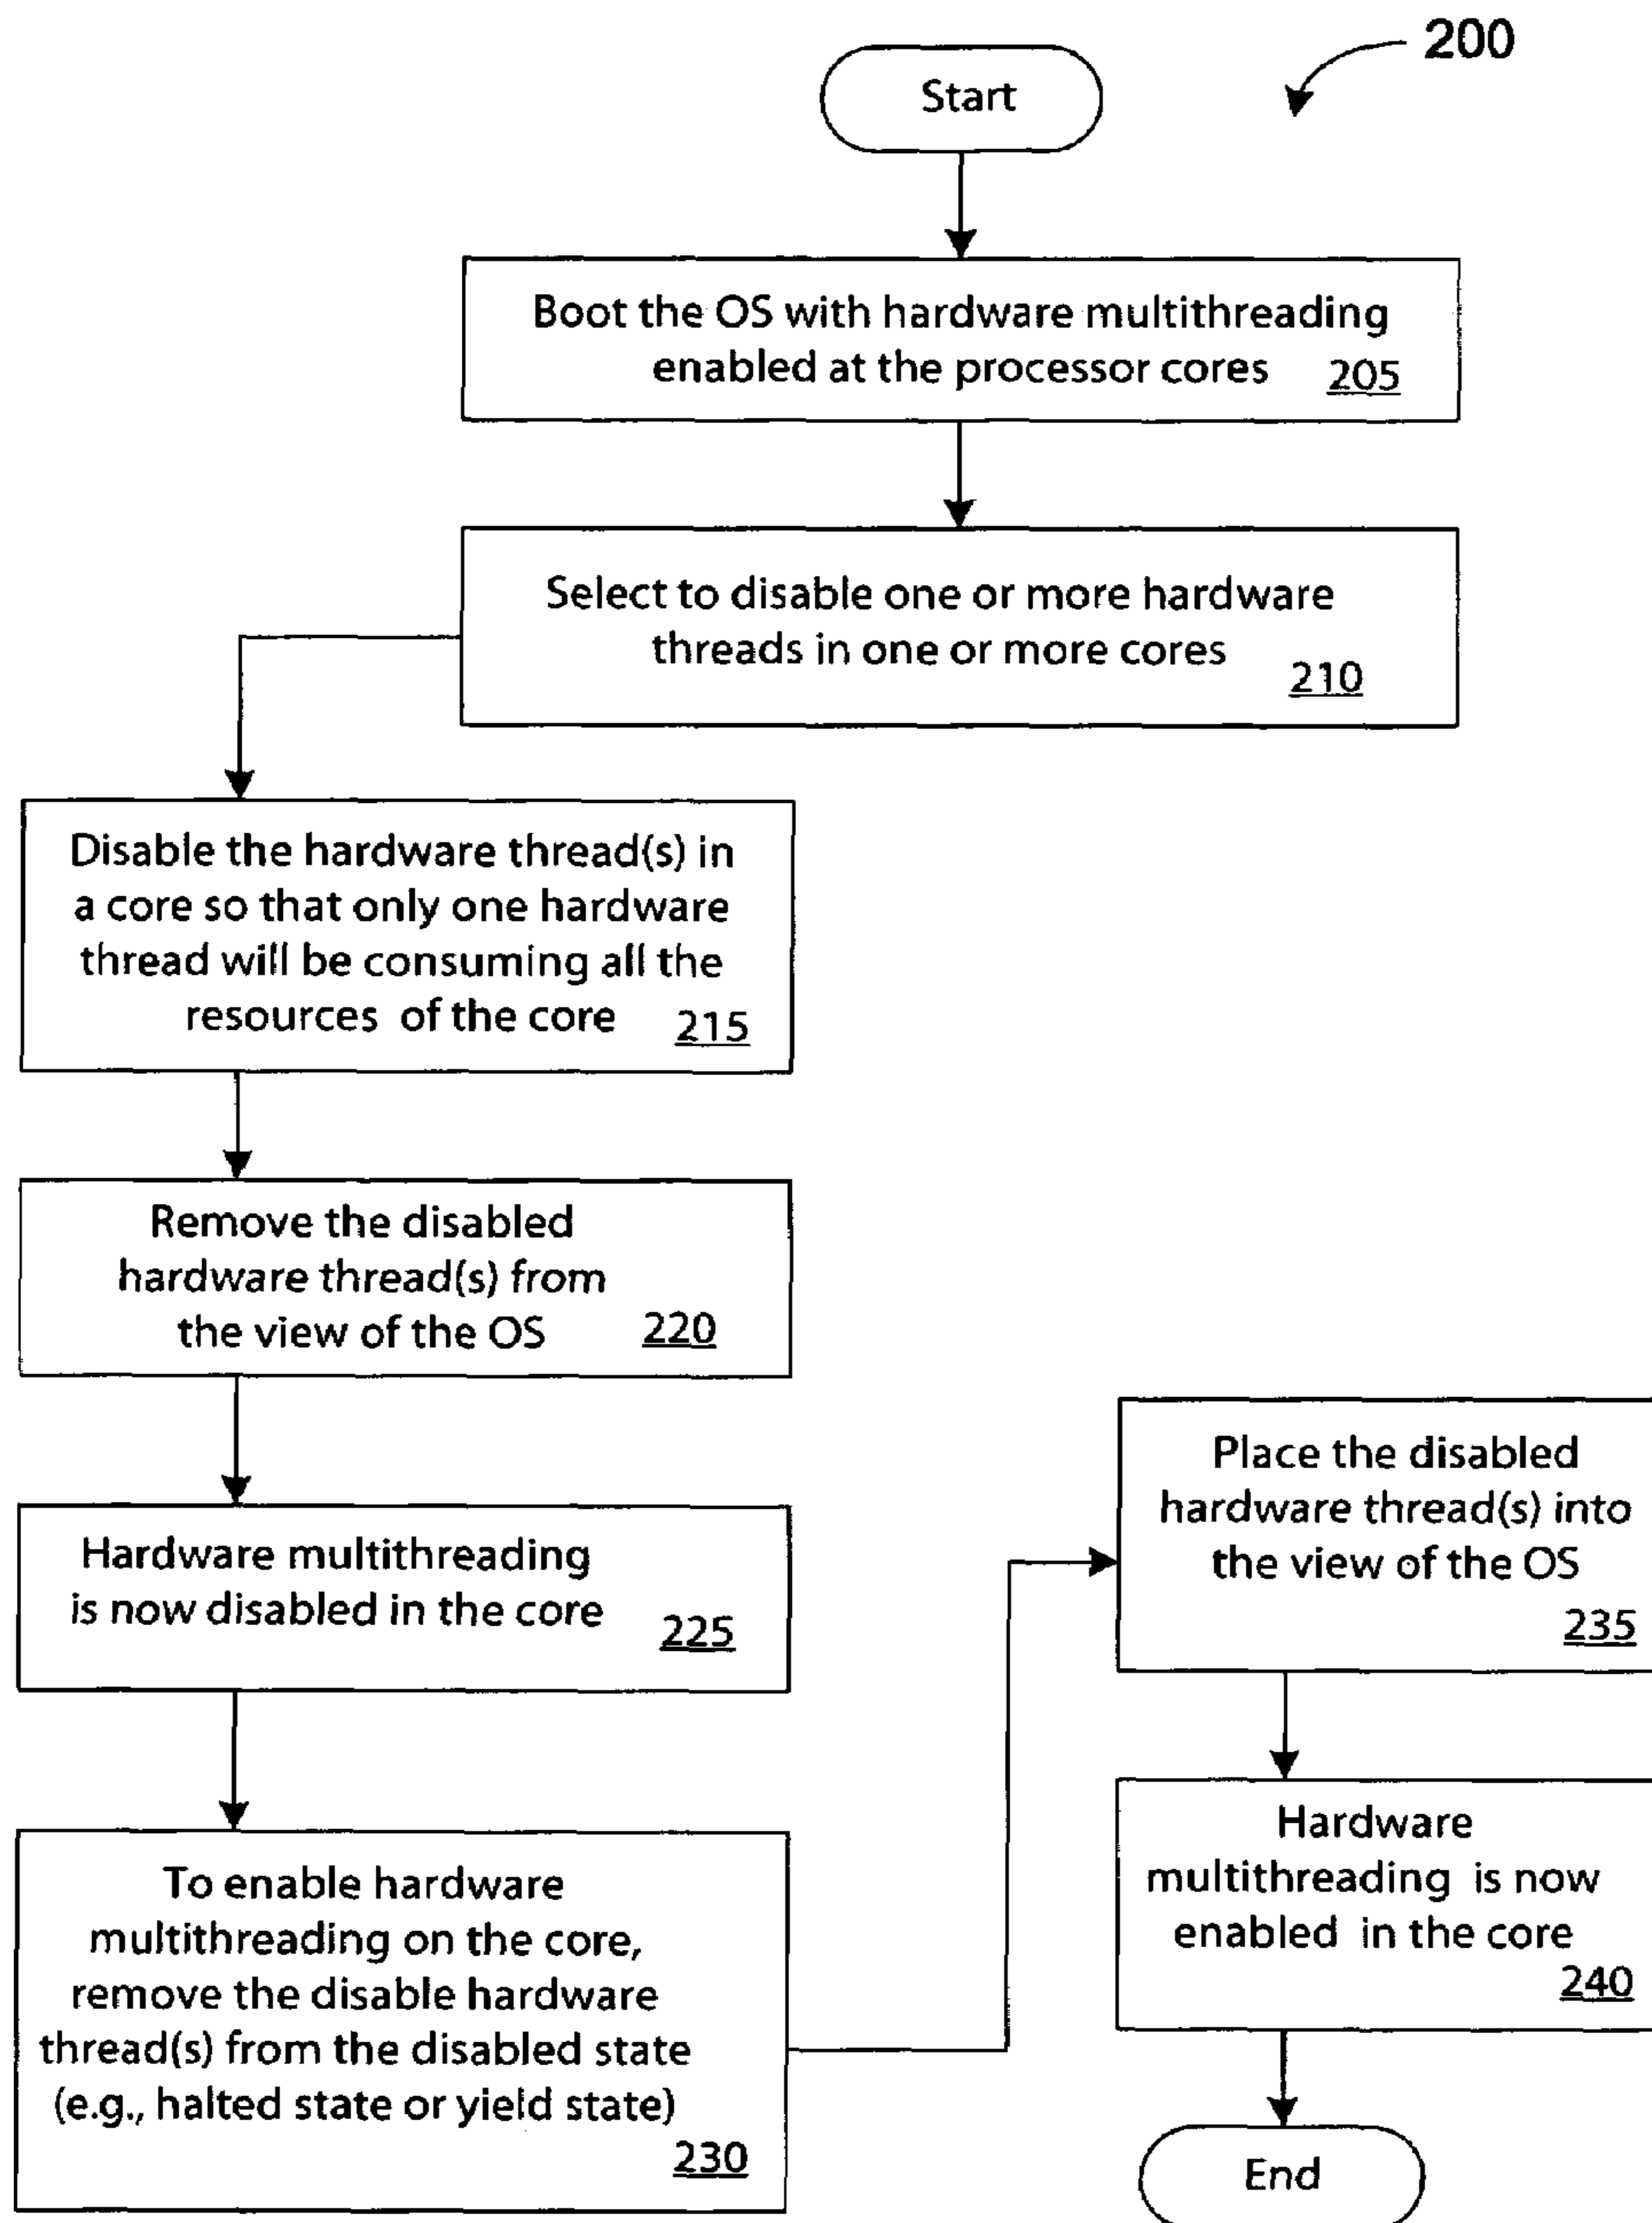 200
Start
Boot the OS with hardware multithreading
enabled at the processor cores 205
Select to disable one or more hardware
threads in one or more cores
210
Disable the hardware thread(s) in
a core so that only one hardware
thread will be consuming all the
resources of the core 215
Remove the disabled
hardware thread(s) from
the view of the OS 220
Hardware multithreading
is now disabled in the core 225
To enable hardware
multithreading on the core,
remove the disable hardware
thread(s) from the disabled state
(e.g., halted state or yield state)
230
Place the disabled
hardware thread(s) into
the view of the OS
235
Hardware
multithreading is now
enabled in the core
240
End